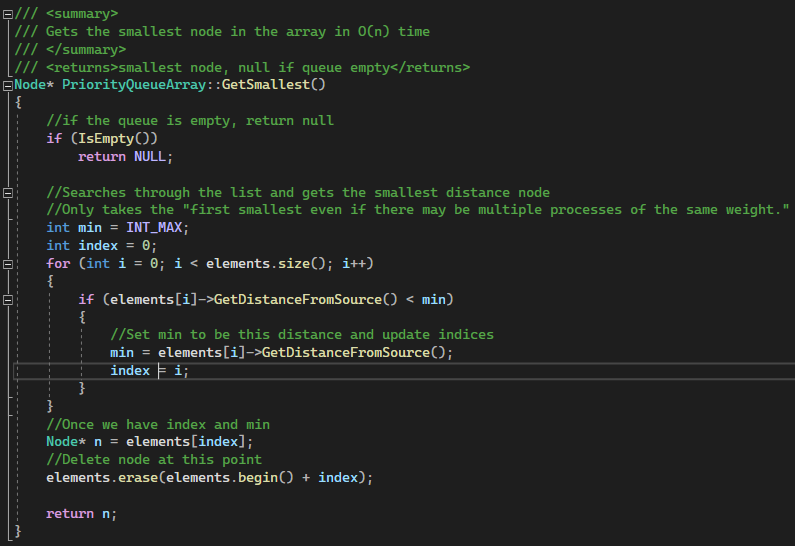 /// <summary>
/// Gets the smallest node in the array in O(n) time
/// </summary>
/// <returns>smallest node, null if queue empty</returns>
Node* PriorityQueueArray::GetSmallest()
{
    //if the queue is empty, return null
    if (IsEmpty())
        return NULL;

    //Searches through the list and gets the smallest distance node
    //Only takes the "first smallest even if there may be multiple processes of the same weight."
    int min = INT_MAX;
    int index = 0;
    for (int i = 0; i < elements.size(); i++)
    {
        if (elements[i]->GetDistanceFromSource() < min)
        {
            //Set min to be this distance and update indices
            min = elements[i]->GetDistanceFromSource();
            index = i;
        }
    }
    //Once we have index and min
    Node* n = elements[index];
    //Delete node at this point
    elements.erase(elements.begin() + index);

    return n;
}